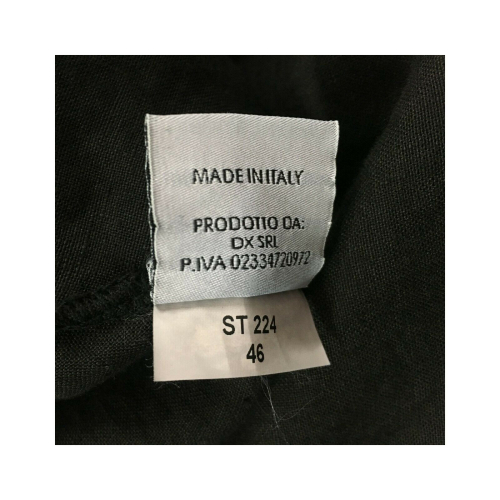 MADE IN ITALY
PRODOTTO DA:
DX SRL
P.IVA 02334720972
ST 224
46